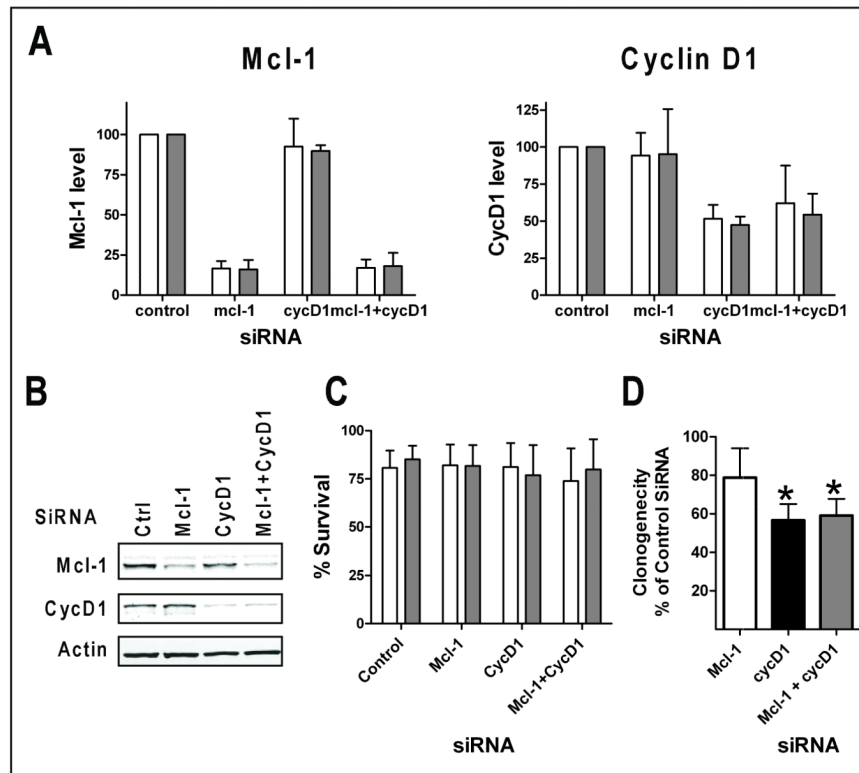 A
Mcl-1
Mcl-1 level
100
75
50
25
0
control mcl-1 cycD1 mcl-1+cycD1
siRNA
Cyclin D1
CycD1 level
125
100
75
50
25
0
control mcl-1 cycD1 mcl-1+cycD1
siRNA
B
SiRNA
Ctrl
Mcl-1
CycD1
Mcl-1+CycD1
Mcl-1
CycD1
Actin
C
% Survival
100
75
50
25
0
Control
Mcl-1
CycD1
Mcl-1+CycD1
siRNA
D
Clonogenecity
% of Control SiRNA
100
80
60
40
20
* *
Mcl-1
cycD1
Mcl-1 + cycD1
siRNA